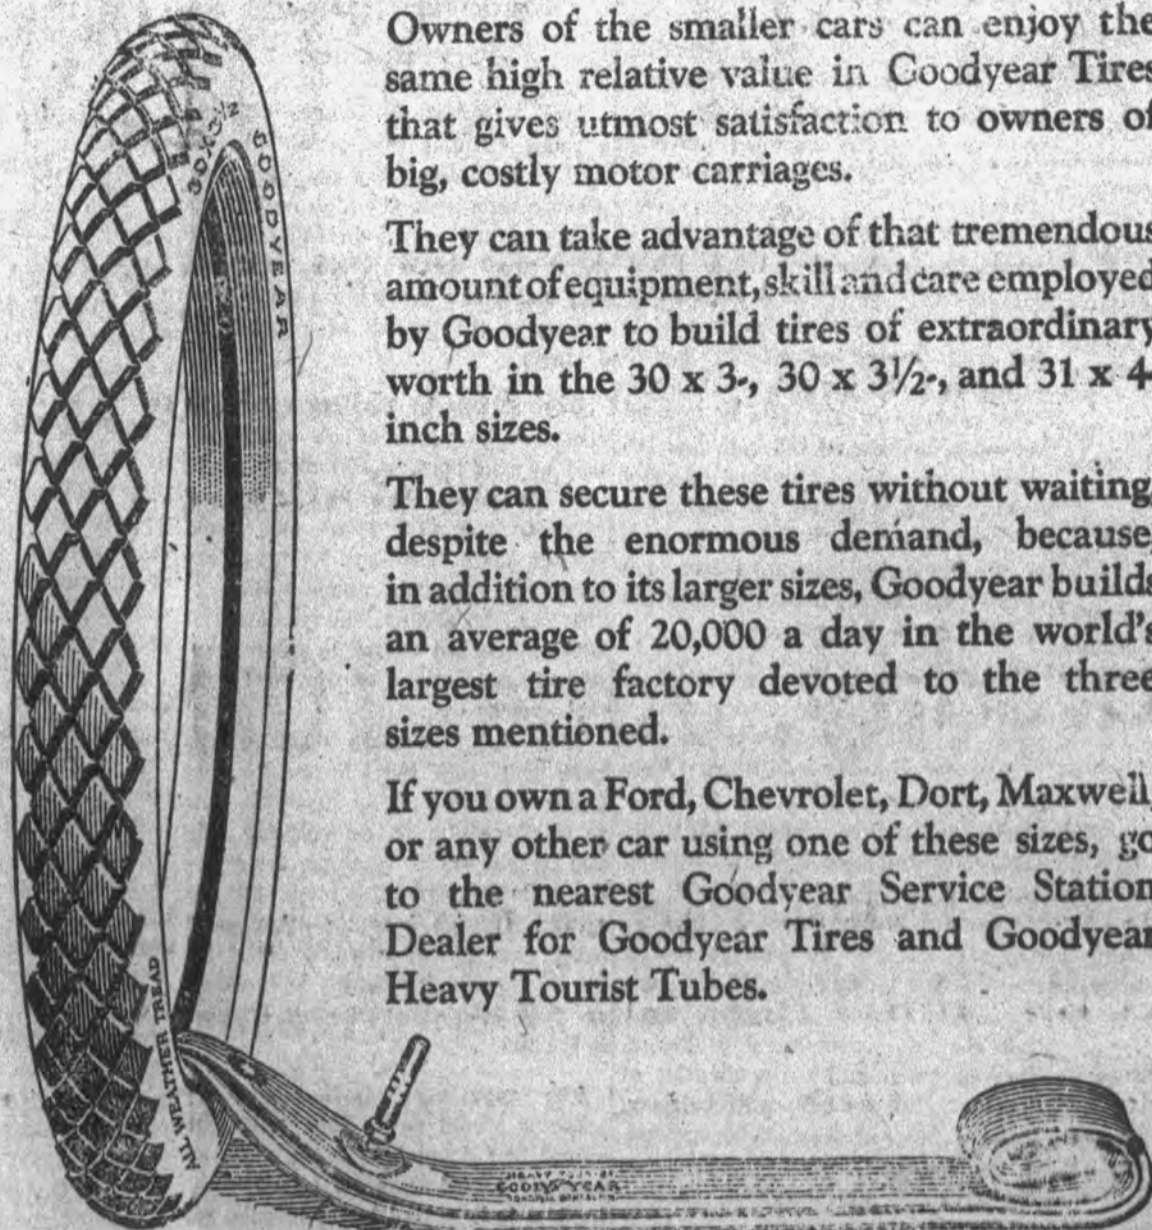 Owners of the smaller cars can enjoy the
same high relative value in Goodyear Tires
that gives utmost satisfaction to owners of
big, costly motor carriages.
They can take advantage of that tremendous
amount of equipment, skill and care employed
by Goodyear to build tires of extraordinary
worth in the 30 x 3-, 30 x 3½-, and 31 x 4-
inch sizes.
They can secure these tires without waiting,
despite the enormous demand, because,
in addition to its larger sizes, Goodyear builds
an average of 20,000 a day in the world's
largest tire factory devoted to the three
sizes mentioned.
If you own a Ford, Chevrolet, Dort, Maxwell,
or any other car using one of these sizes, go
to the nearest Goodyear Service Station
Dealer for Goodyear Tires and Goodyear
Heavy Tourist Tubes.
30x3½ GOODYEAR
ALL WEATHER TREAD
GOODYEAR